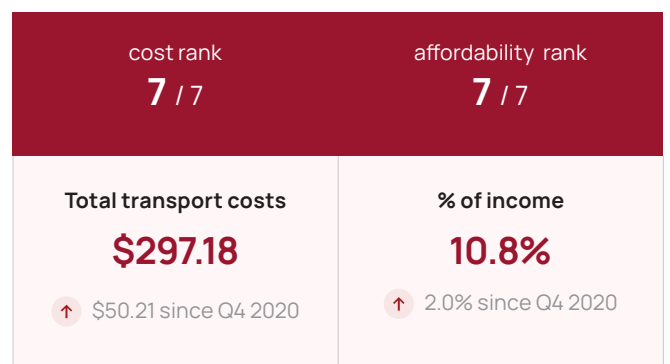 cost rank
7 / 7
affordability rank
7 / 7
Total transport costs
$297.18
$50.21 since Q4 2020
% of income
10.8%
2.0% since Q4 2020